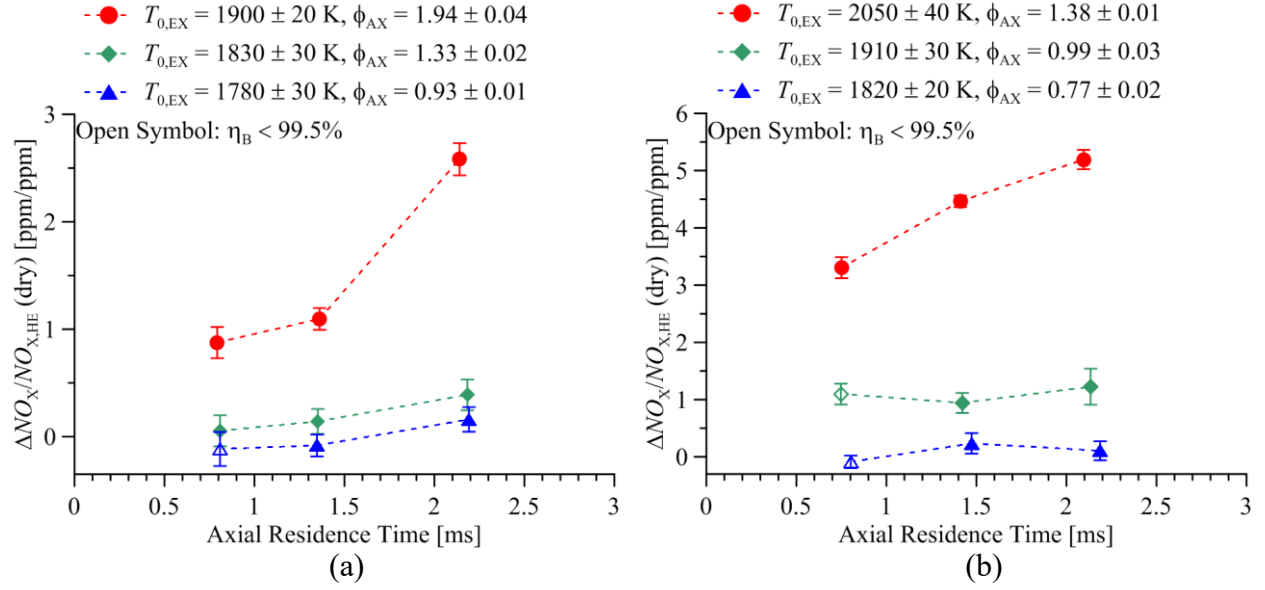 T0,EX = 1900 ± 20 K, ϕAX = 1.94 ± 0.04
T0,EX = 1830 ± 30 K, ϕAX = 1.33 ± 0.02
T0,EX = 1780 ± 30 K, ϕAX = 0.93 ± 0.01
Open Symbol: ηB < 99.5%
ΔNOX/NOX,HE (dry) [ppm/ppm]
3
2
1
0
0 0.5 1 1.5 2 2.5 3
Axial Residence Time [ms]
(a)
T0,EX = 2050 ± 40 K, ϕAX = 1.38 ± 0.01
T0,EX = 1910 ± 30 K, ϕAX = 0.99 ± 0.03
T0,EX = 1820 ± 20 K, ϕAX = 0.77 ± 0.02
Open Symbol: ηB < 99.5%
ΔNOX/NOX,HE (dry) [ppm/ppm]
6
5
4
3
2
1
0
0 0.5 1 1.5 2 2.5 3
Axial Residence Time [ms]
(b)